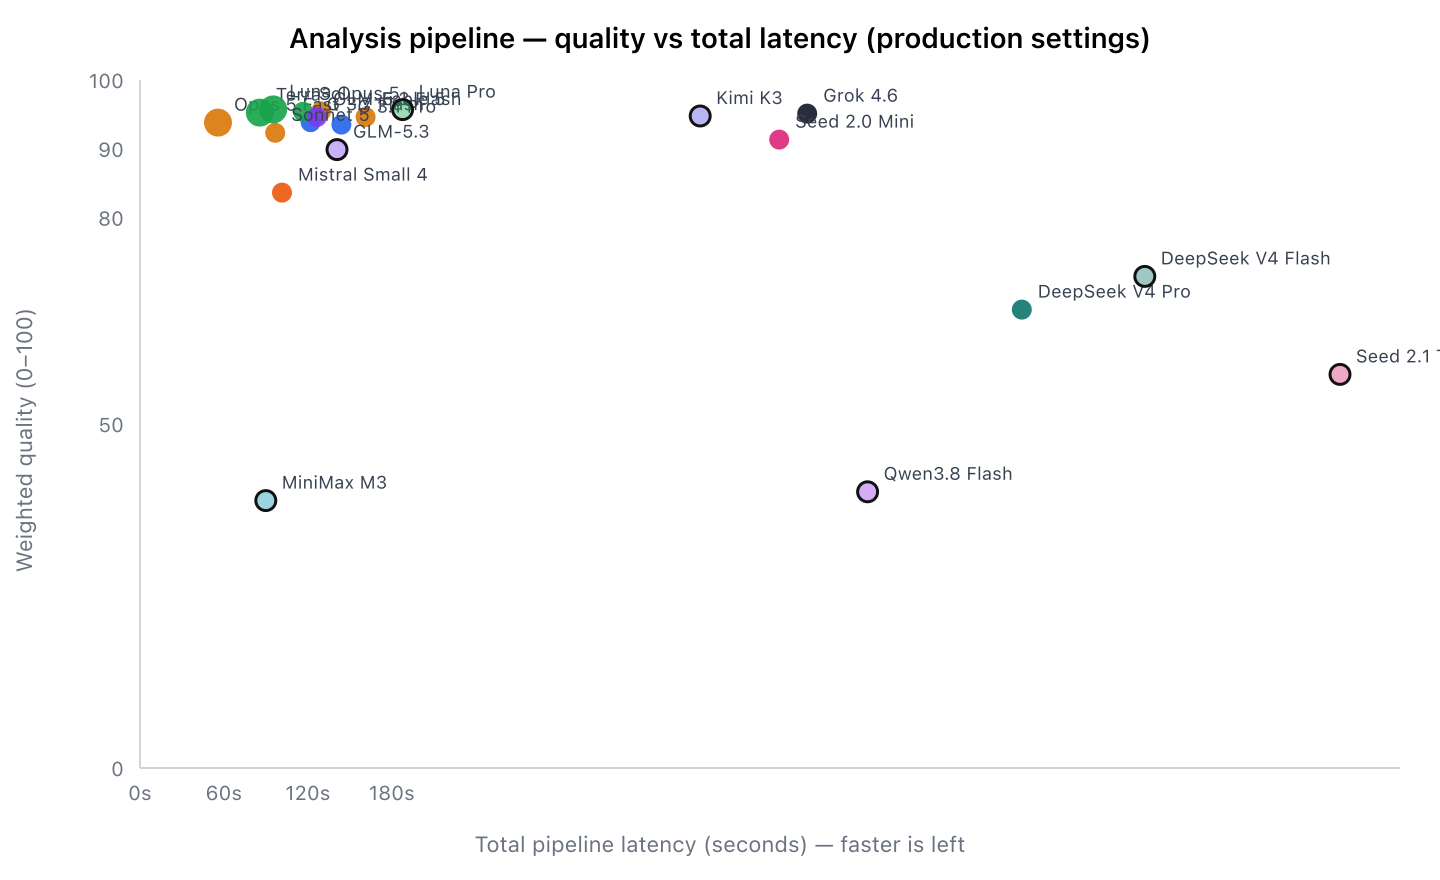 Analysis pipeline — quality vs total latency (production settings)
100
90
80
50
0
Weighted quality (0–100)
Luna Pro
Sonnet 5
GLM-5.3
Mistral Small 4
Kimi K3
Grok 4.6
Seed 2.0 Mini
DeepSeek V4 Flash
DeepSeek V4 Pro
Seed 2.1
MiniMax M3
Qwen3.8 Flash
0s
60s
120s
180s
Total pipeline latency (seconds) — faster is left